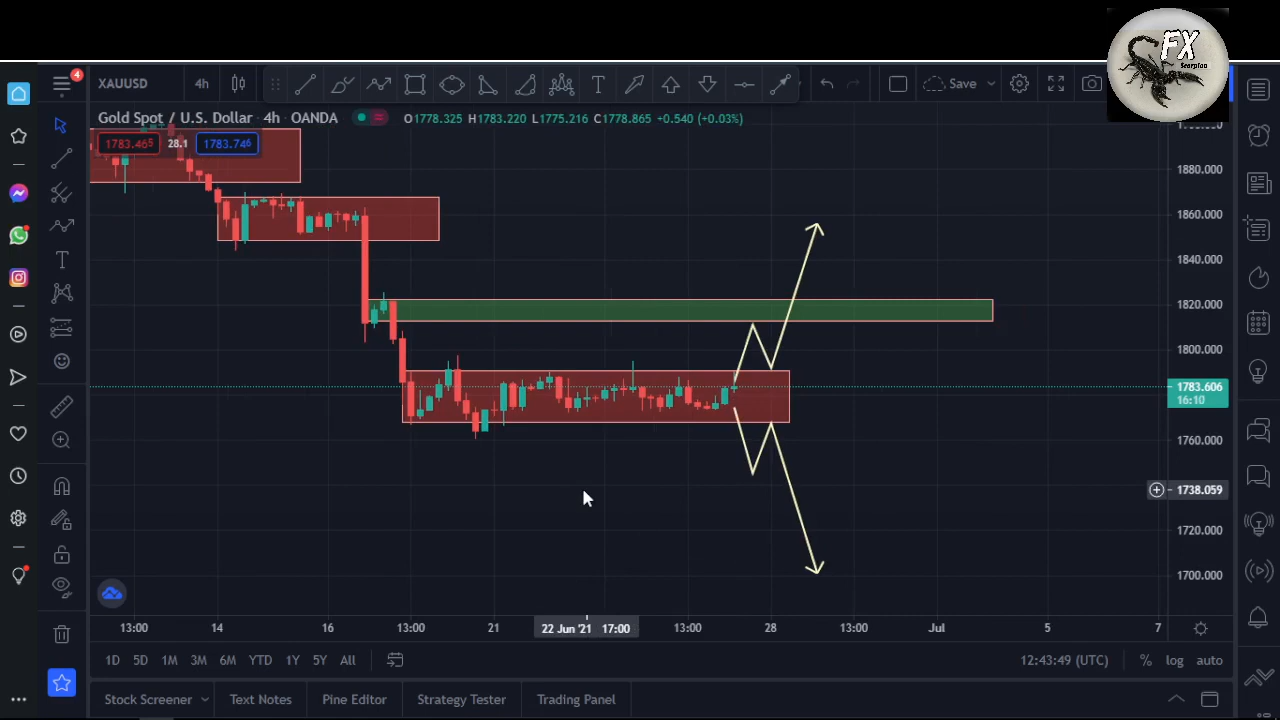 FX
Scorpion
4
XAUUSD
4h
Save
Gold Spot / U.S. Dollar · 4h · OANDA
O1778.325 H1783.220 L1775.216 C1778.865 +0.540 (+0.03%)
1783.465
28.1
1783.746
1880.000
1860.000
1840.000
1820.000
1800.000
1783.606
16:10
1760.000
1738.059
1720.000
1700.000
13:00
14
16
13:00
21
22 Jun '21 17:00
13:00
28
13:00
Jul
5
7
1D
5D
1M
3M
6M
YTD
1Y
5Y
All
12:43:49 (UTC)
%
log
auto
Stock Screener
Text Notes
Pine Editor
Strategy Tester
Trading Panel